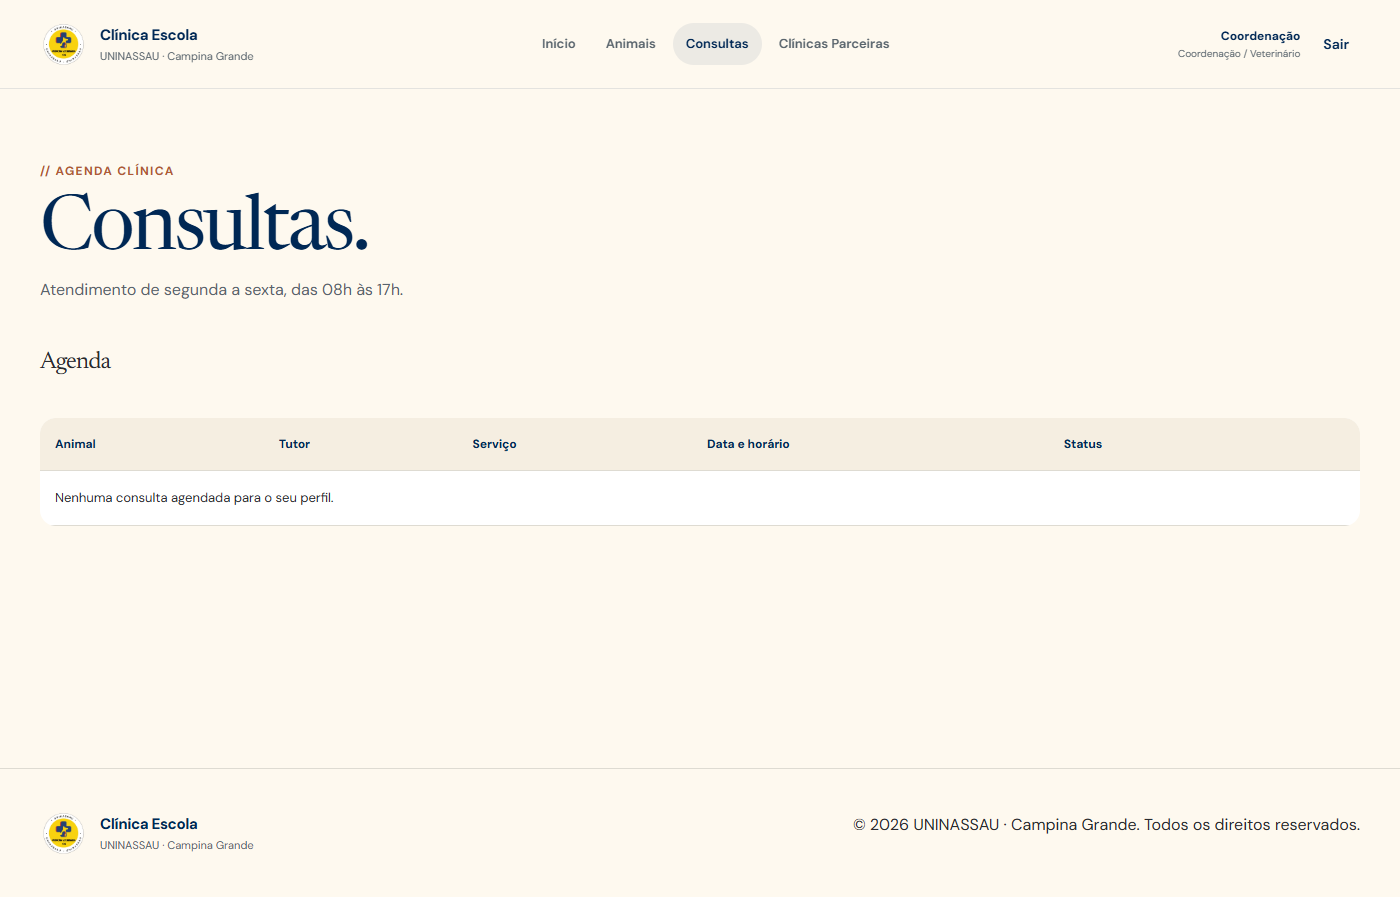 Clínica Escola
UNINASSAU · Campina Grande
Início
Animais
Consultas
Clínicas Parceiras
Coordenação
Coordenação / Veterinário
Sair
// AGENDA CLÍNICA
Consultas.
Atendimento de segunda a sexta, das 08h às 17h.
Agenda
Animal
Tutor
Serviço
Data e horário
Status
Nenhuma consulta agendada para o seu perfil.
Clínica Escola
UNINASSAU · Campina Grande
© 2026 UNINASSAU · Campina Grande. Todos os direitos reservados.